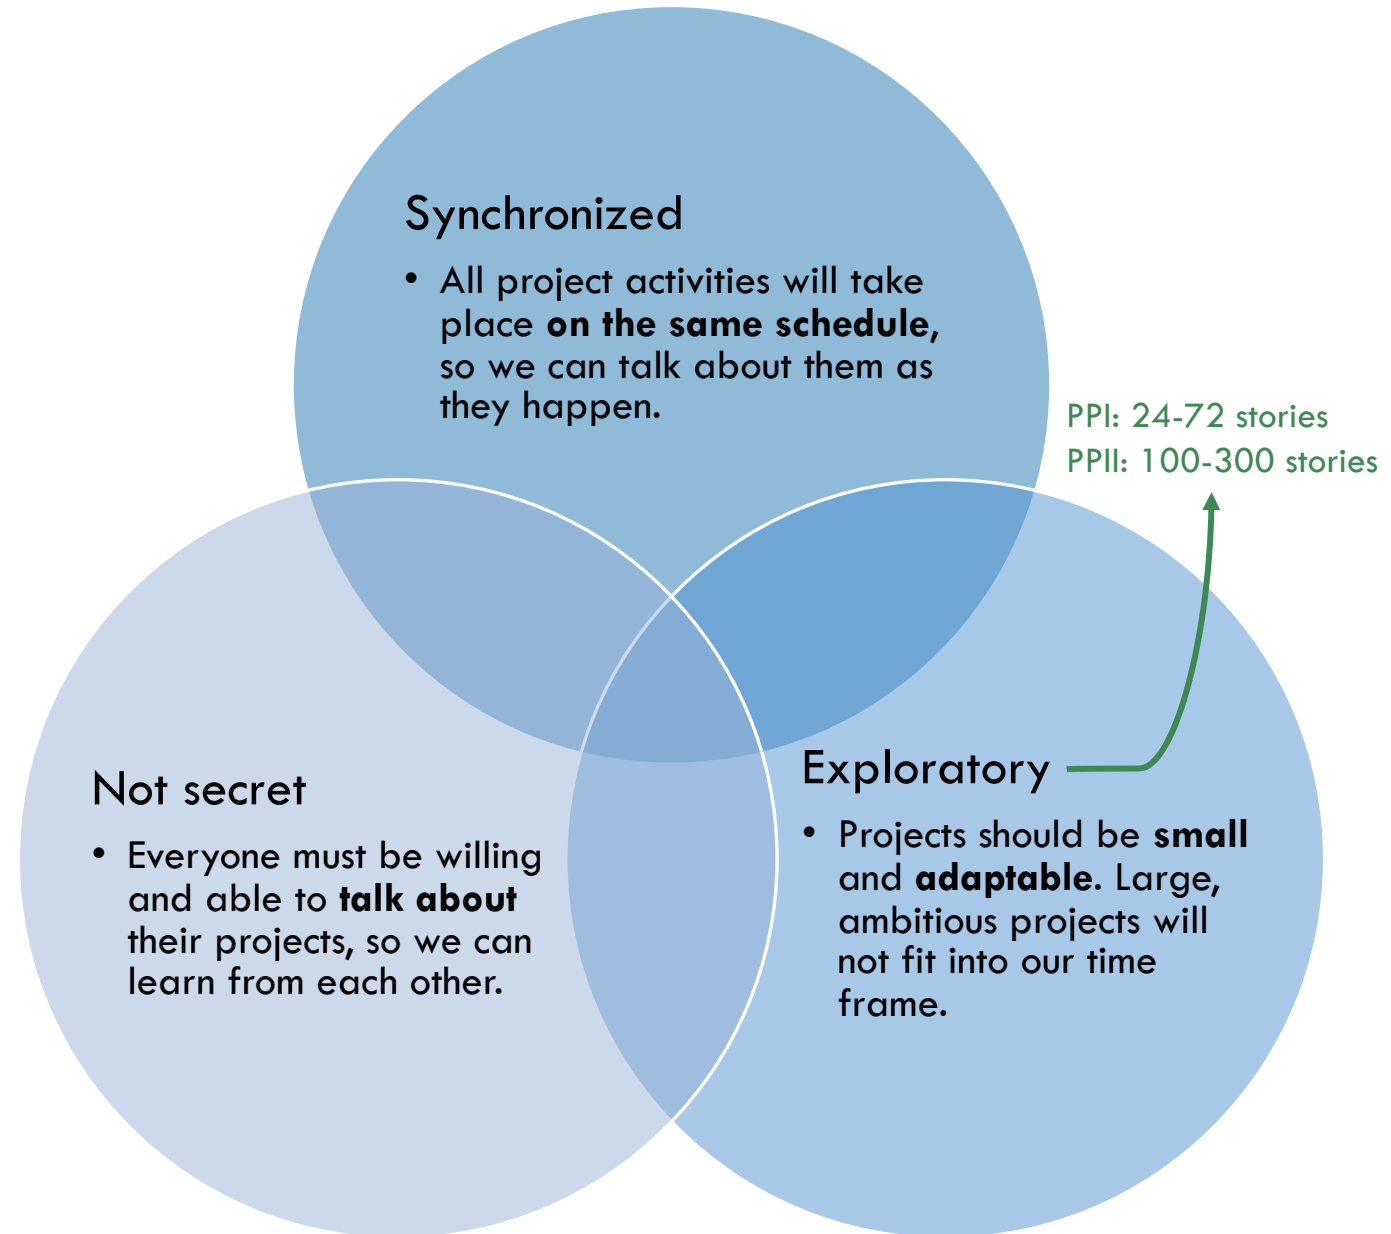 Synchronized
• All project activities will take
place on the same schedule,
so we can talk about them as
they happen.
PPI: 24-72 stories
PPII: 100-300 stories
Not secret
• Everyone must be willing
and able to talk about
their projects, so we can
learn from each other.
Exploratory
• Projects should be small
and adaptable. Large,
ambitious projects will
not fit into our time
frame.